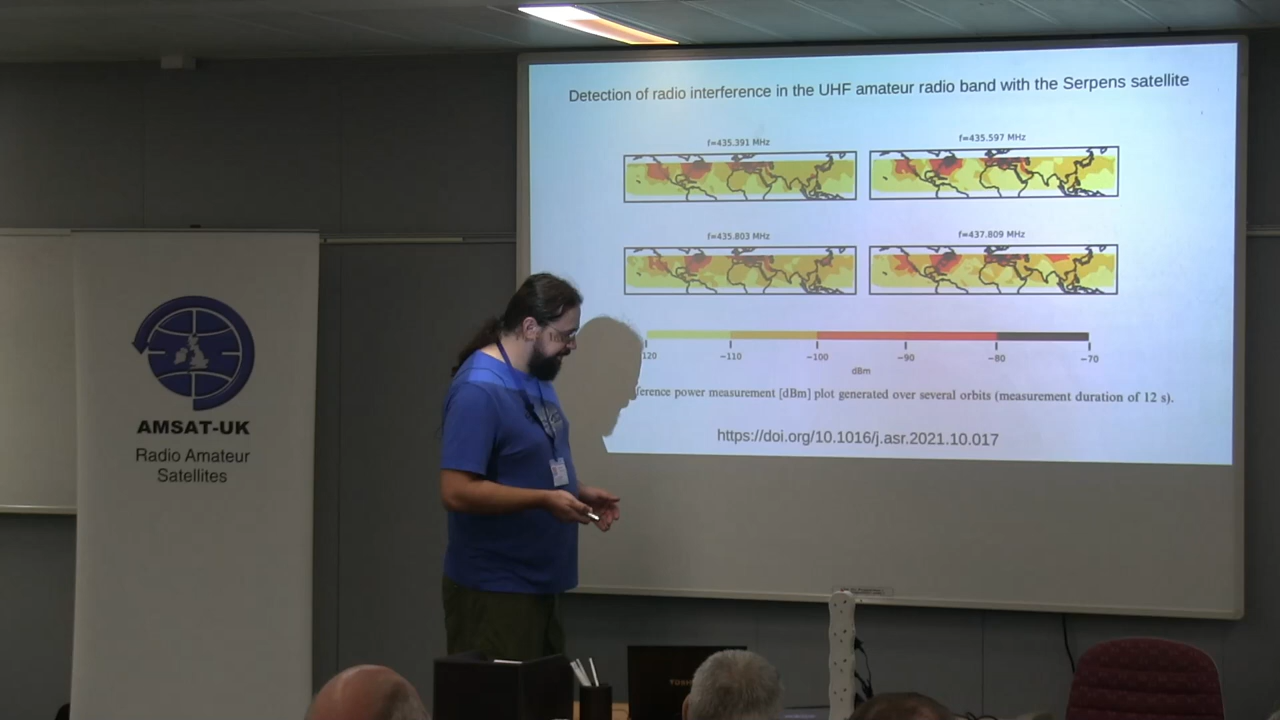 Detection of radio interference in the UHF amateur radio band with the Serpens satellite
f=435.391 MHz
f=435.597 MHz
f=435.803 MHz
f=437.809 MHz
120 −110 −100 −90 −80 −70
dBm
ference power measurement [dBm] plot generated over several orbits (measurement duration of 12 s).
https://doi.org/10.1016/j.asr.2021.10.017
AMSAT-UK
Radio Amateur
Satellites
TOSH